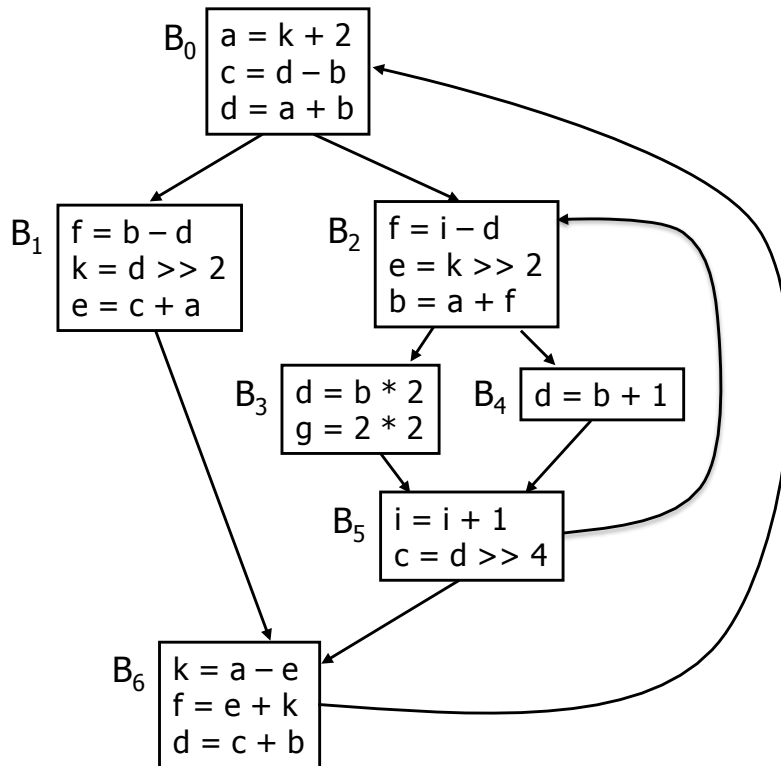 B0
a = k + 2
c = d – b
d = a + b
B1
f = b – d
k = d >> 2
e = c + a
B2
f = i – d
e = k >> 2
b = a + f
B3
d = b * 2
g = 2 * 2
B4
d = b + 1
B5
i = i + 1
c = d >> 4
B6
k = a – e
f = e + k
d = c + b